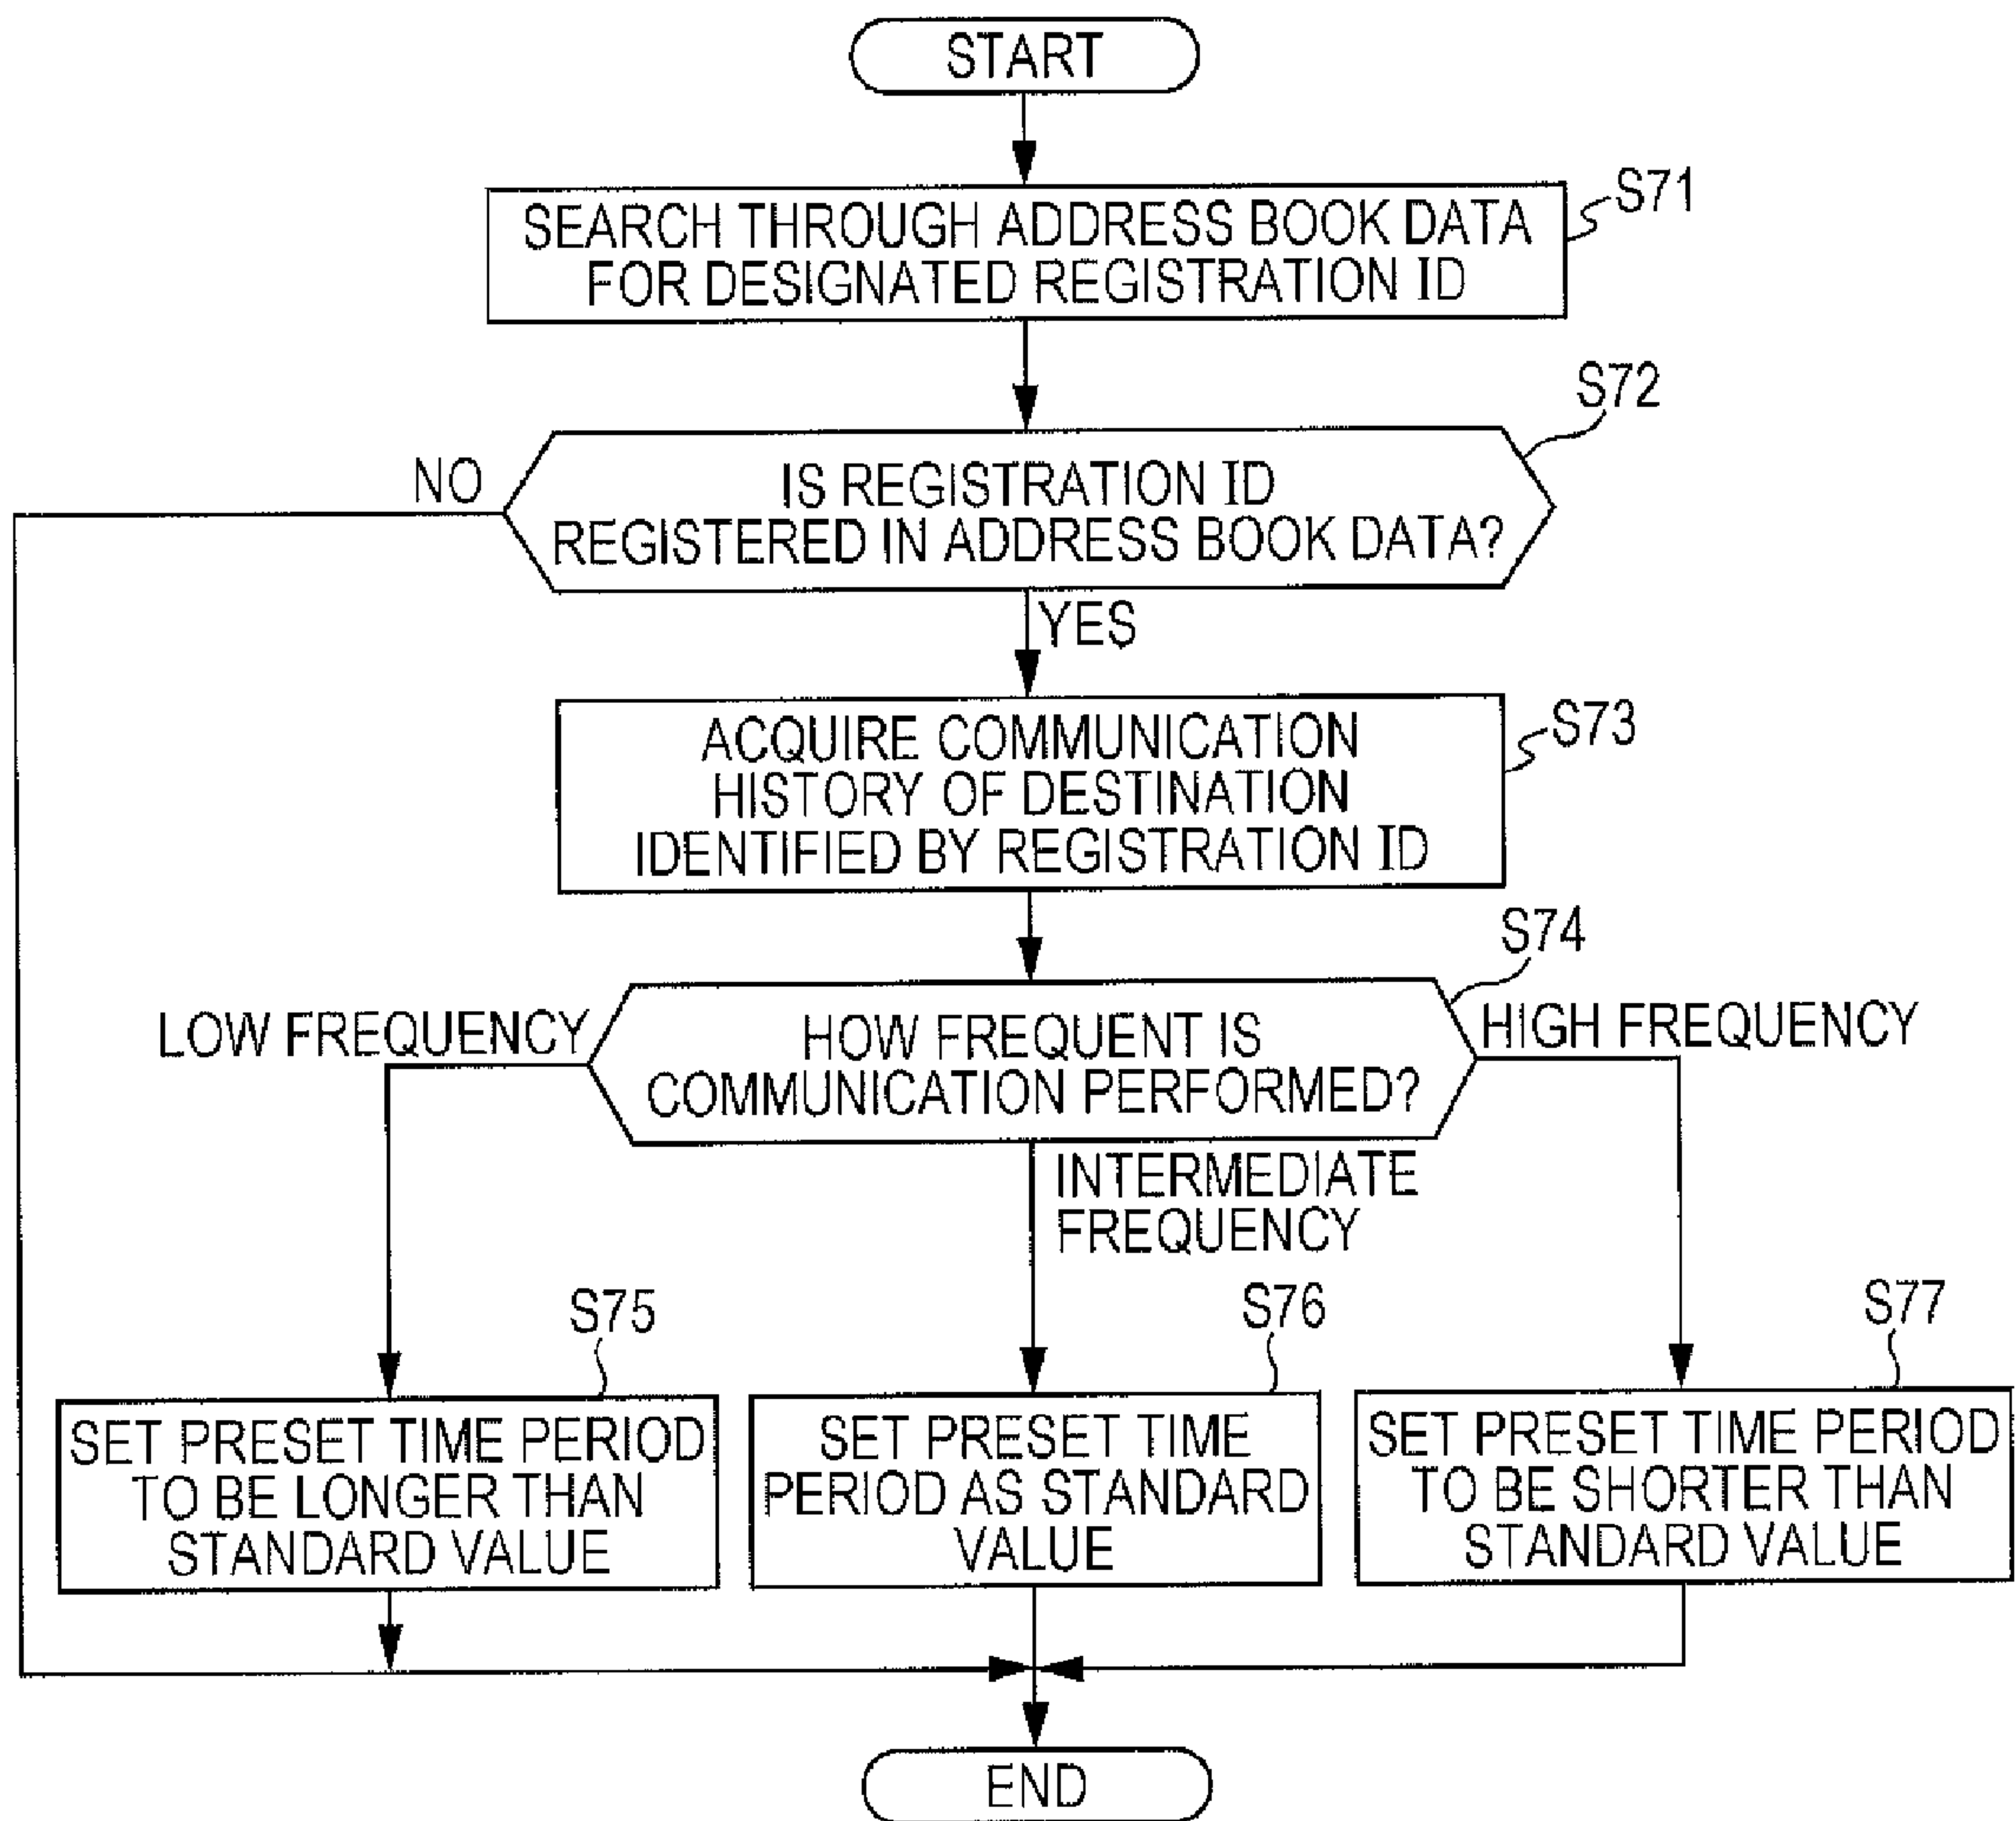 START
S71
SEARCH THROUGH ADDRESS BOOK DATA
FOR DESIGNATED REGISTRATION ID
S72
NO
IS REGISTRATION ID
REGISTERED IN ADDRESS BOOK DATA?
YES
S73
ACQUIRE COMMUNICATION
HISTORY OF DESTINATION
IDENTIFIED BY REGISTRATION ID
S74
LOW FREQUENCY
HOW FREQUENT IS
COMMUNICATION PERFORMED?
HIGH FREQUENCY
INTERMEDIATE
FREQUENCY
S75
SET PRESET TIME PERIOD
TO BE LONGER THAN
STANDARD VALUE
S76
SET PRESET TIME
PERIOD AS STANDARD
VALUE
S77
SET PRESET TIME PERIOD
TO BE SHORTER THAN
STANDARD VALUE
END